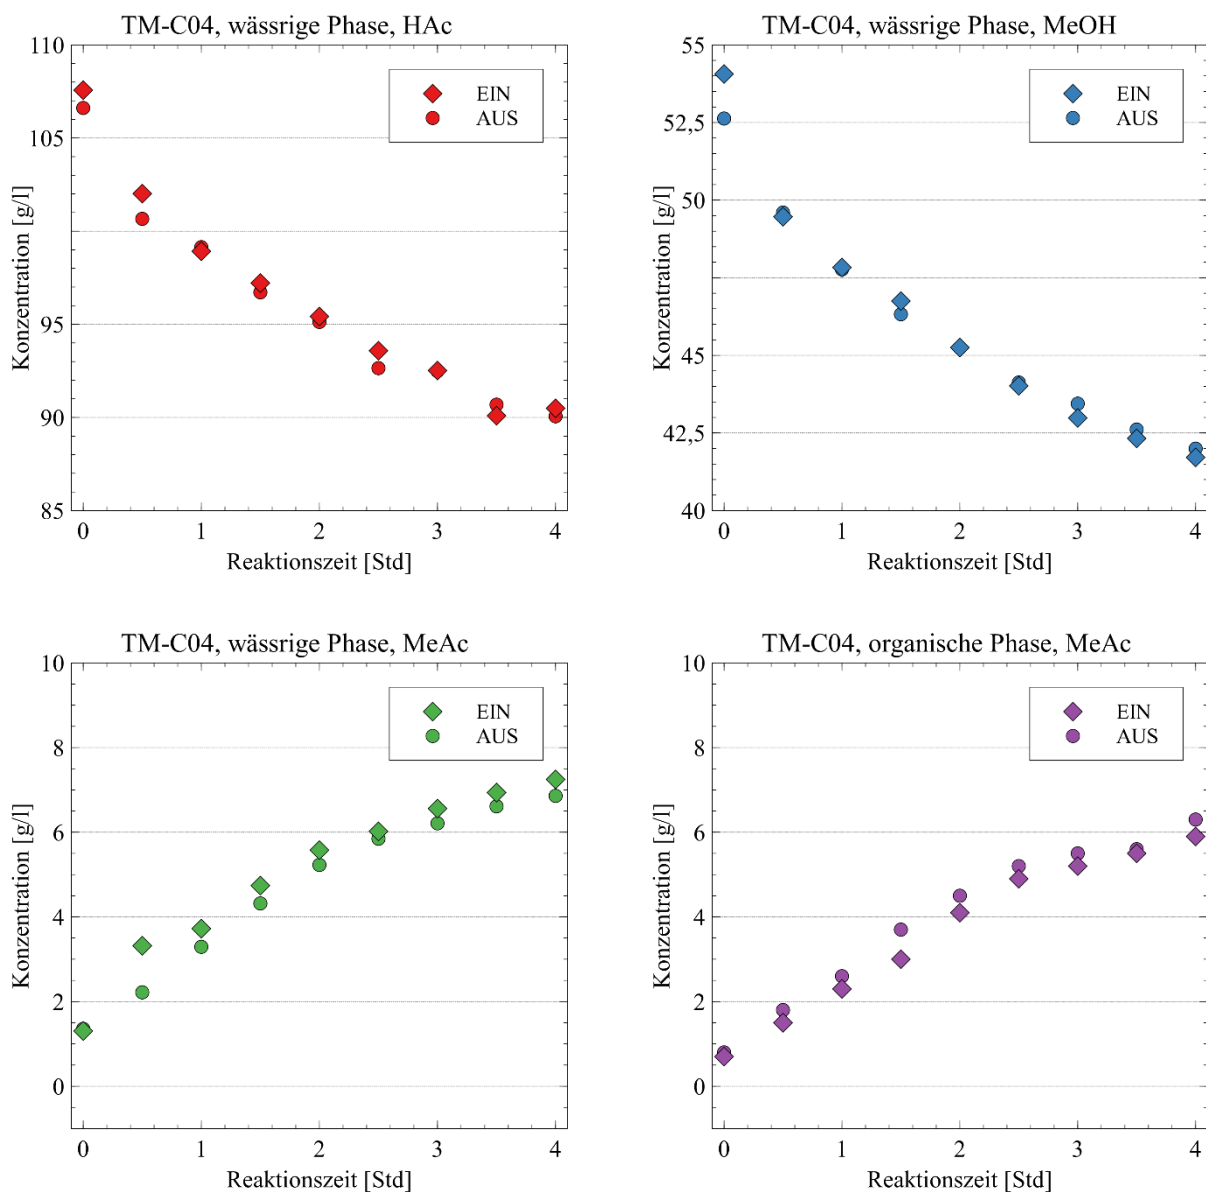 TM-C04, wässrige Phase, HAc
110
105
95
90
85
Konzentration [g/l]
EIN
AUS
0 1 2 3 4
Reaktionszeit [Std]
TM-C04, wässrige Phase, MeOH
55
52,5
50
45
42,5
40
Konzentration [g/l]
EIN
AUS
0 1 2 3 4
Reaktionszeit [Std]
TM-C04, wässrige Phase, MeAc
10
8
6
4
2
0
Konzentration [g/l]
EIN
AUS
0 1 2 3 4
Reaktionszeit [Std]
TM-C04, organische Phase, MeAc
10
8
6
4
2
0
Konzentration [g/l]
EIN
AUS
0 1 2 3 4
Reaktionszeit [Std]